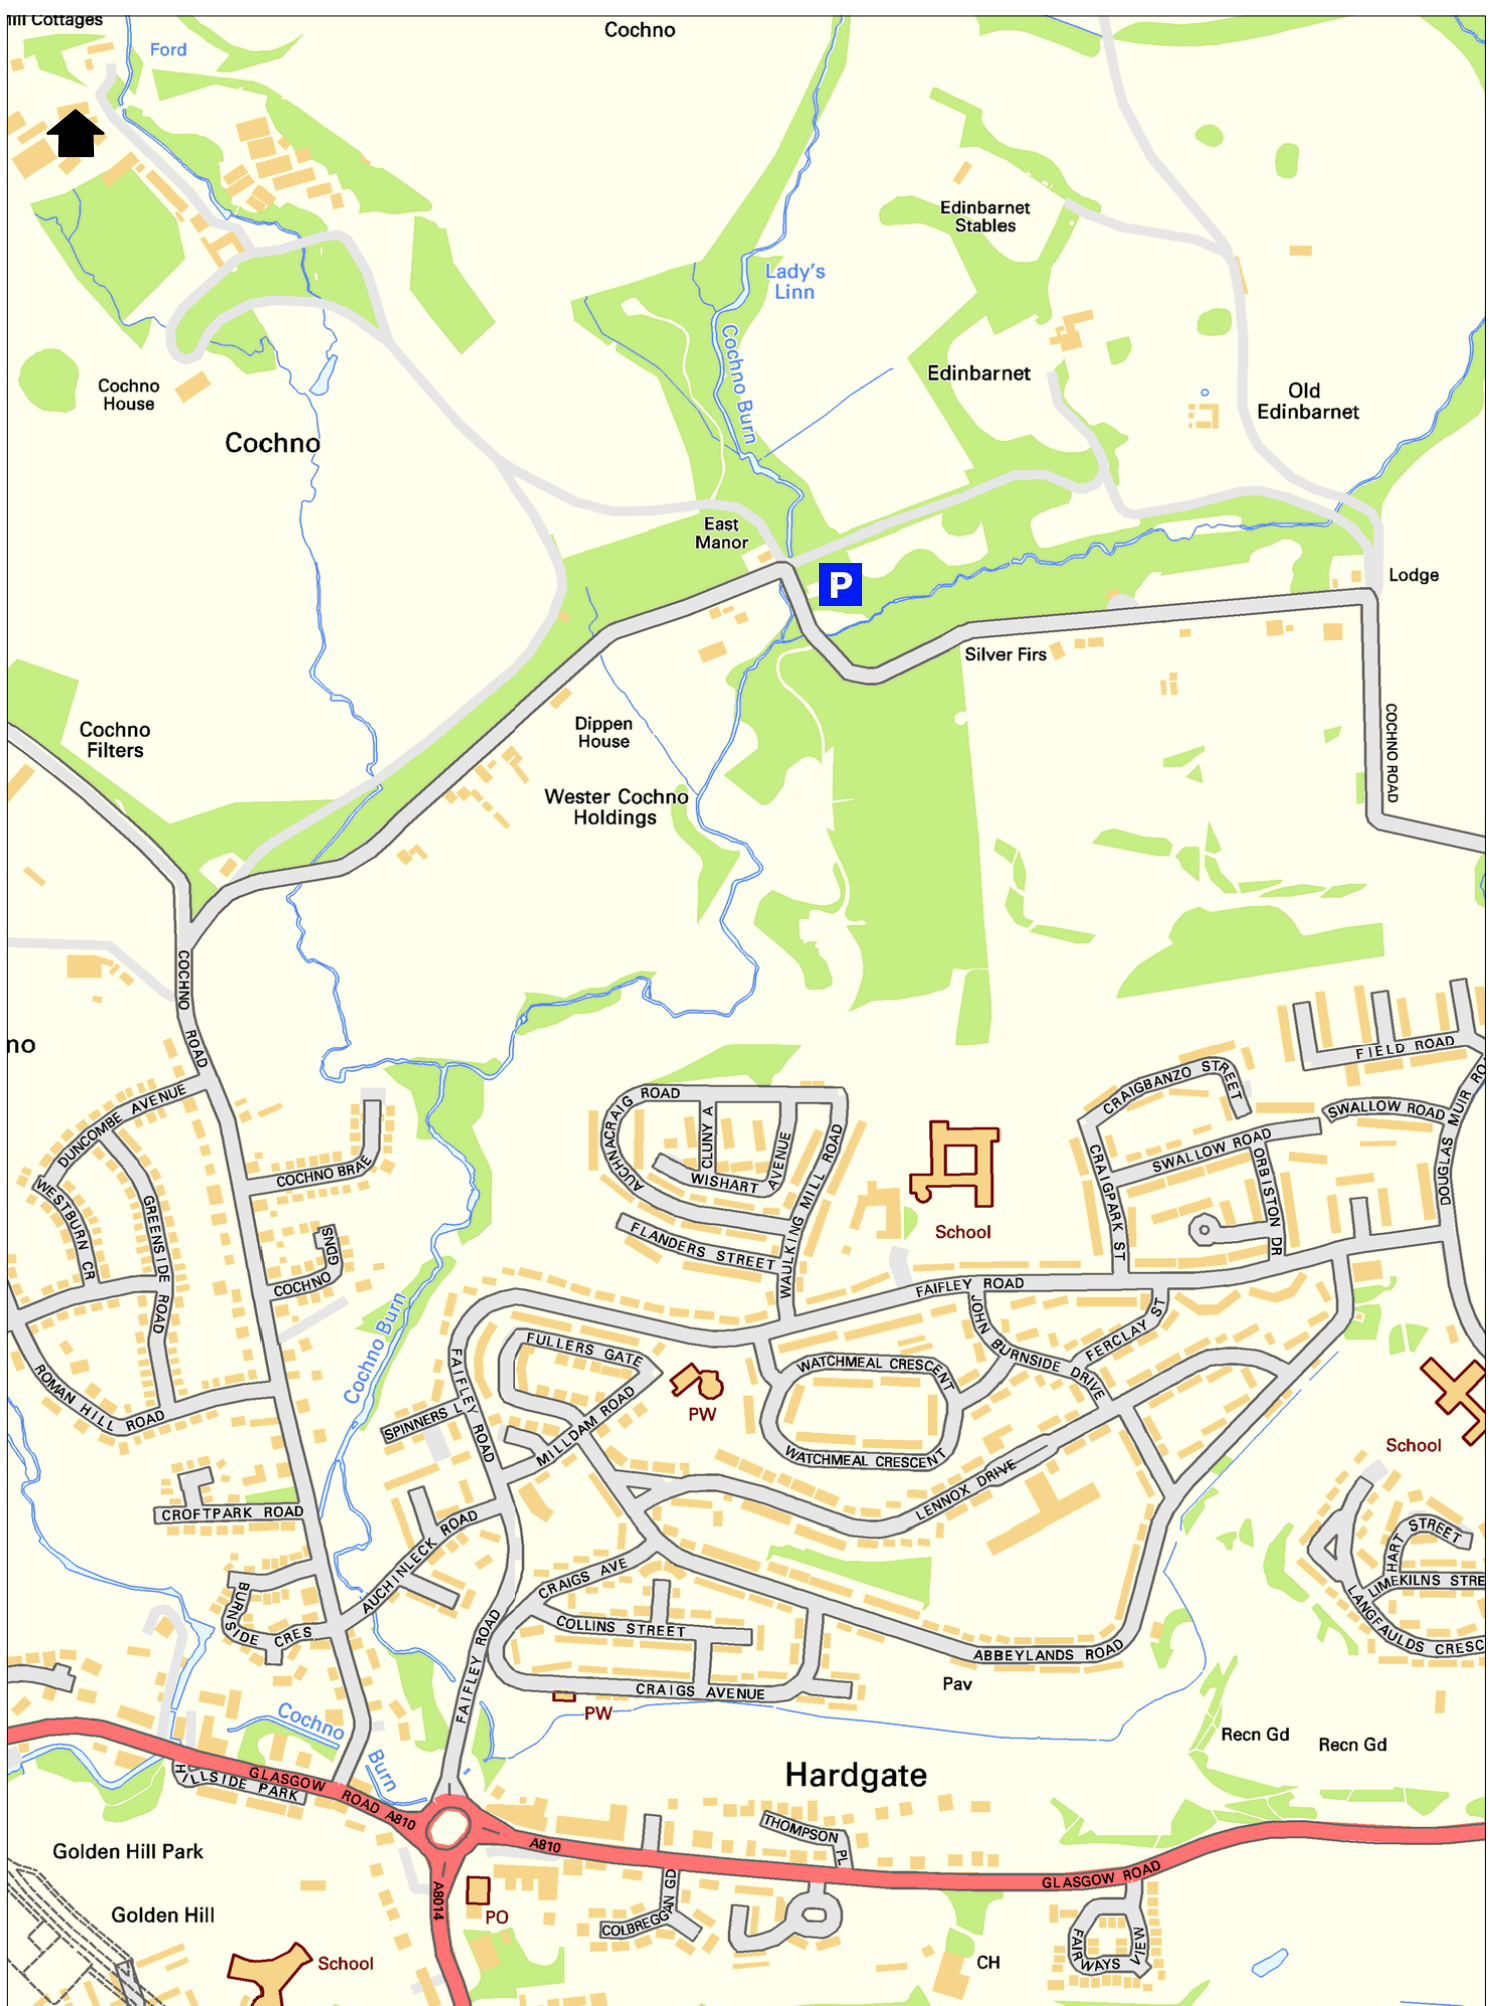 ill Cottages
Cochno
Ford
Edinbarnet
Stables
Lady's
Linn
Cochno Burn
Edinbarnet
Old
Edinbarnet
Cochno
House
Cochno
East
Manor
P
Lodge
Silver Firs
COCHNO ROAD
Cochno
Filters
Dippen
House
Wester Cochno
Holdings
COCHNO ROAD
no
FIELD ROAD
CRAIGBANZO STREET
SWALLOW ROAD
DOUGLAS MUIR RO
DUNCOMBE AVENUE
AUCHNACRAIG ROAD
CLUNY A
WISHART AVENUE
WAULKING MILL ROAD
SWALLOW ROAD
ORBISTON DR
CRAIGPARK ST
COCHNO BRAE
WESTBURN CR
GREENSIDE ROAD
School
FLANDERS STREET
COCHNO GDNS
FAIFLEY ROAD
JOHN BURNSIDE DRIVE
FERCLAY ST
Cochno Burn
FULLERS GATE
WATCHMEAL CRESCENT
ROMAN HILL ROAD
FAIFLEY ROAD
SPINNERS LA
MILLDAM ROAD
PW
School
WATCHMEAL CRESCENT
LENNOX DRIVE
CROFTPARK ROAD
AUCHINLECK ROAD
HART STREET
LIMEKILNS STRE
LANGFAULDS CRESC
BURNSIDE CRES
CRAIGS AVE
COLLINS STREET
ABBEYLANDS ROAD
FAIFLEY ROAD
CRAIGS AVENUE
PW
Pav
Cochno
Burn
Recn Gd
Recn Gd
Hardgate
HILLSIDE PARK
GLASGOW ROAD A810
THOMPSON PL
A810
GLASGOW ROAD
Golden Hill Park
A8014
PO
COLBREGGAN GD
Golden Hill
FAIRWAYS VIEW
School
CH